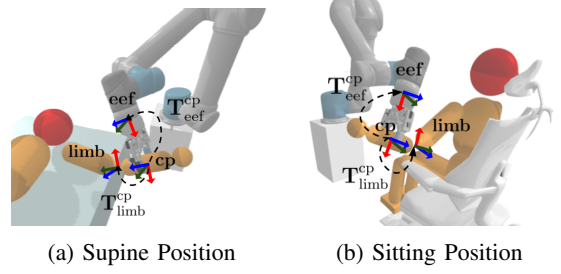 eef
T^cp_eef
limb
cp
T^cp_limb
(a) Supine Position
eef
T^cp_eef
cp
limb
T^cp_limb
(b) Sitting Position